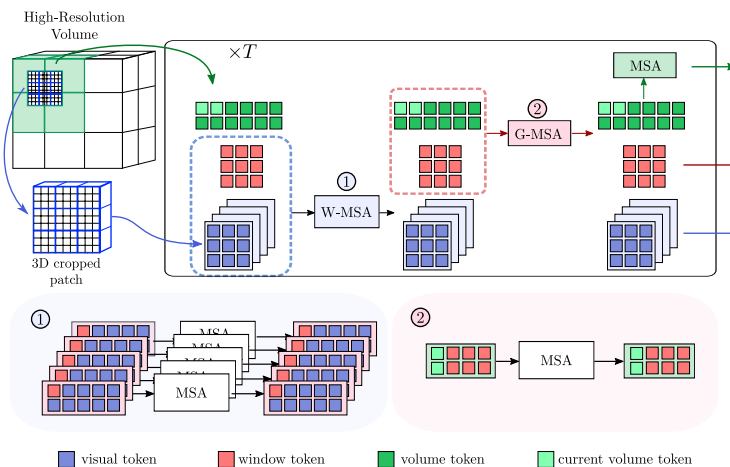 High-Resolution
Volume
×T
MSA
2
G-MSA
1
W-MSA
3D cropped
patch
1
MSA
MSA
MSA
MSA
MSA
2
MSA
visual token
window token
volume token
current volume token